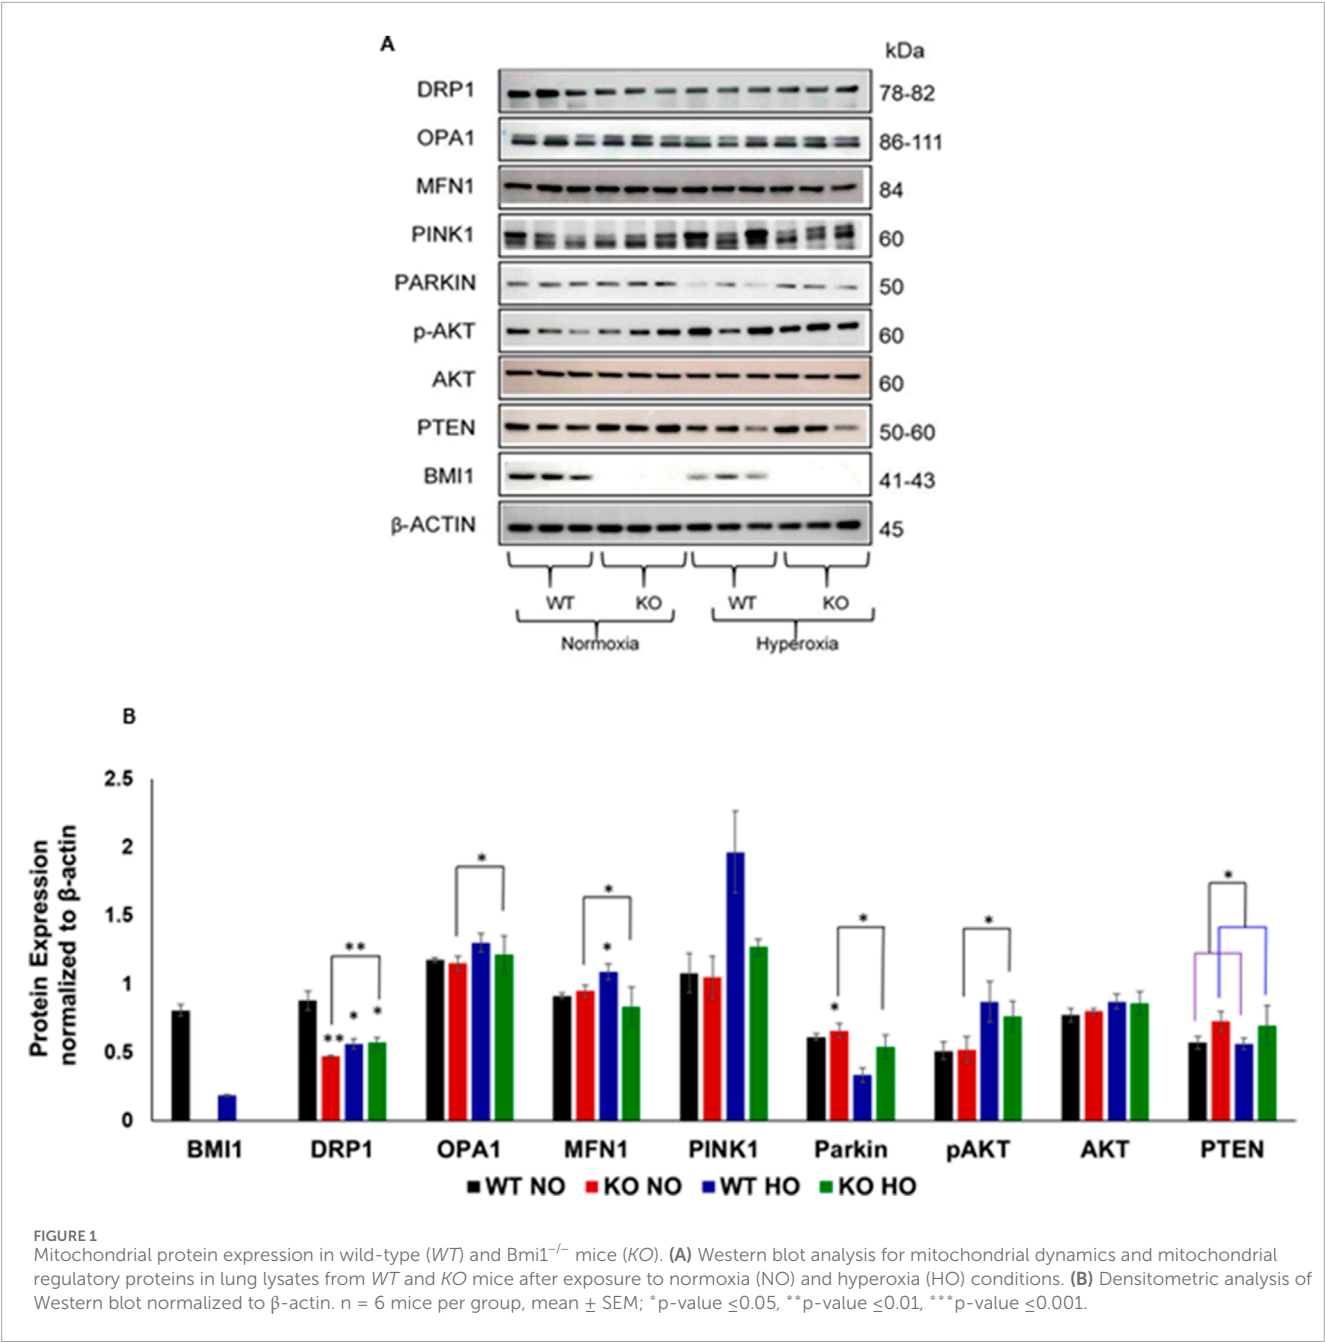 A
kDa
DRP1 78-82
OPA1 86-111
MFN1 84
PINK1 60
PARKIN 50
p-AKT 60
AKT 60
PTEN 50-60
BMI1 41-43
β-ACTIN 45
WT KO WT KO
Normoxia Hyperoxia
B
Protein Expression
normalized to β-actin
2.5
2
1.5
1
0.5
0
** ** * * * * * * * * *
BMI1 DRP1 OPA1 MFN1 PINK1 Parkin pAKT AKT PTEN
WT NO KO NO WT HO KO HO
FIGURE 1
Mitochondrial protein expression in wild-type (WT) and Bmi1−/− mice (KO). (A) Western blot analysis for mitochondrial dynamics and mitochondrial
regulatory proteins in lung lysates from WT and KO mice after exposure to normoxia (NO) and hyperoxia (HO) conditions. (B) Densitometric analysis of
Western blot normalized to β-actin. n = 6 mice per group, mean ± SEM; *p-value ≤0.05, **p-value ≤0.01, ***p-value ≤0.001.